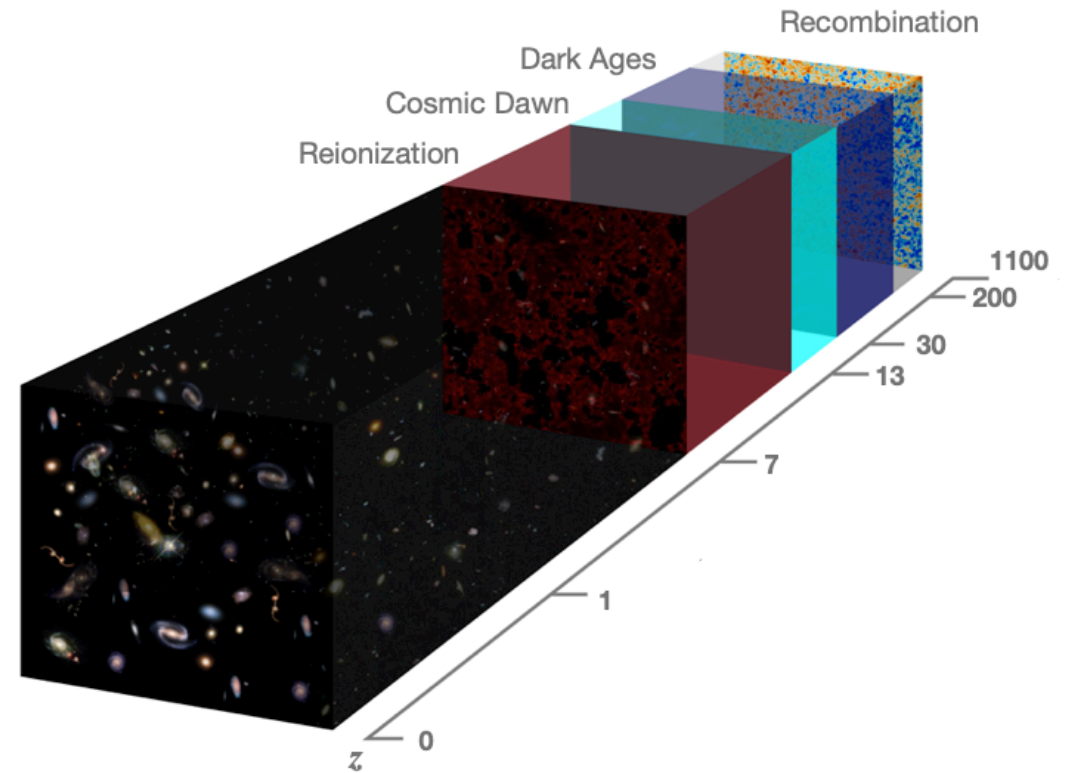 Recombination
Dark Ages
Cosmic Dawn
Reionization
1100
200
30
13
7
1
0
z